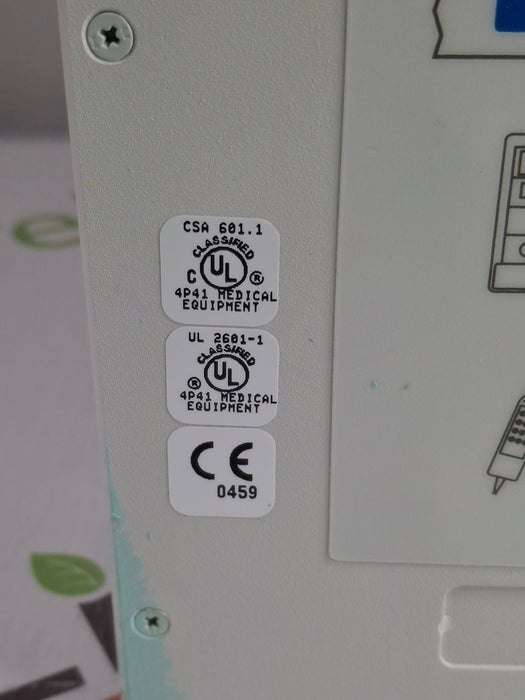 CSA 601.1
CLASSIFIED
C UL ®
4P41 MEDICAL
EQUIPMENT
UL 2601-1
CLASSIFIED
® UL
4P41 MEDICAL
EQUIPMENT
CE
0459